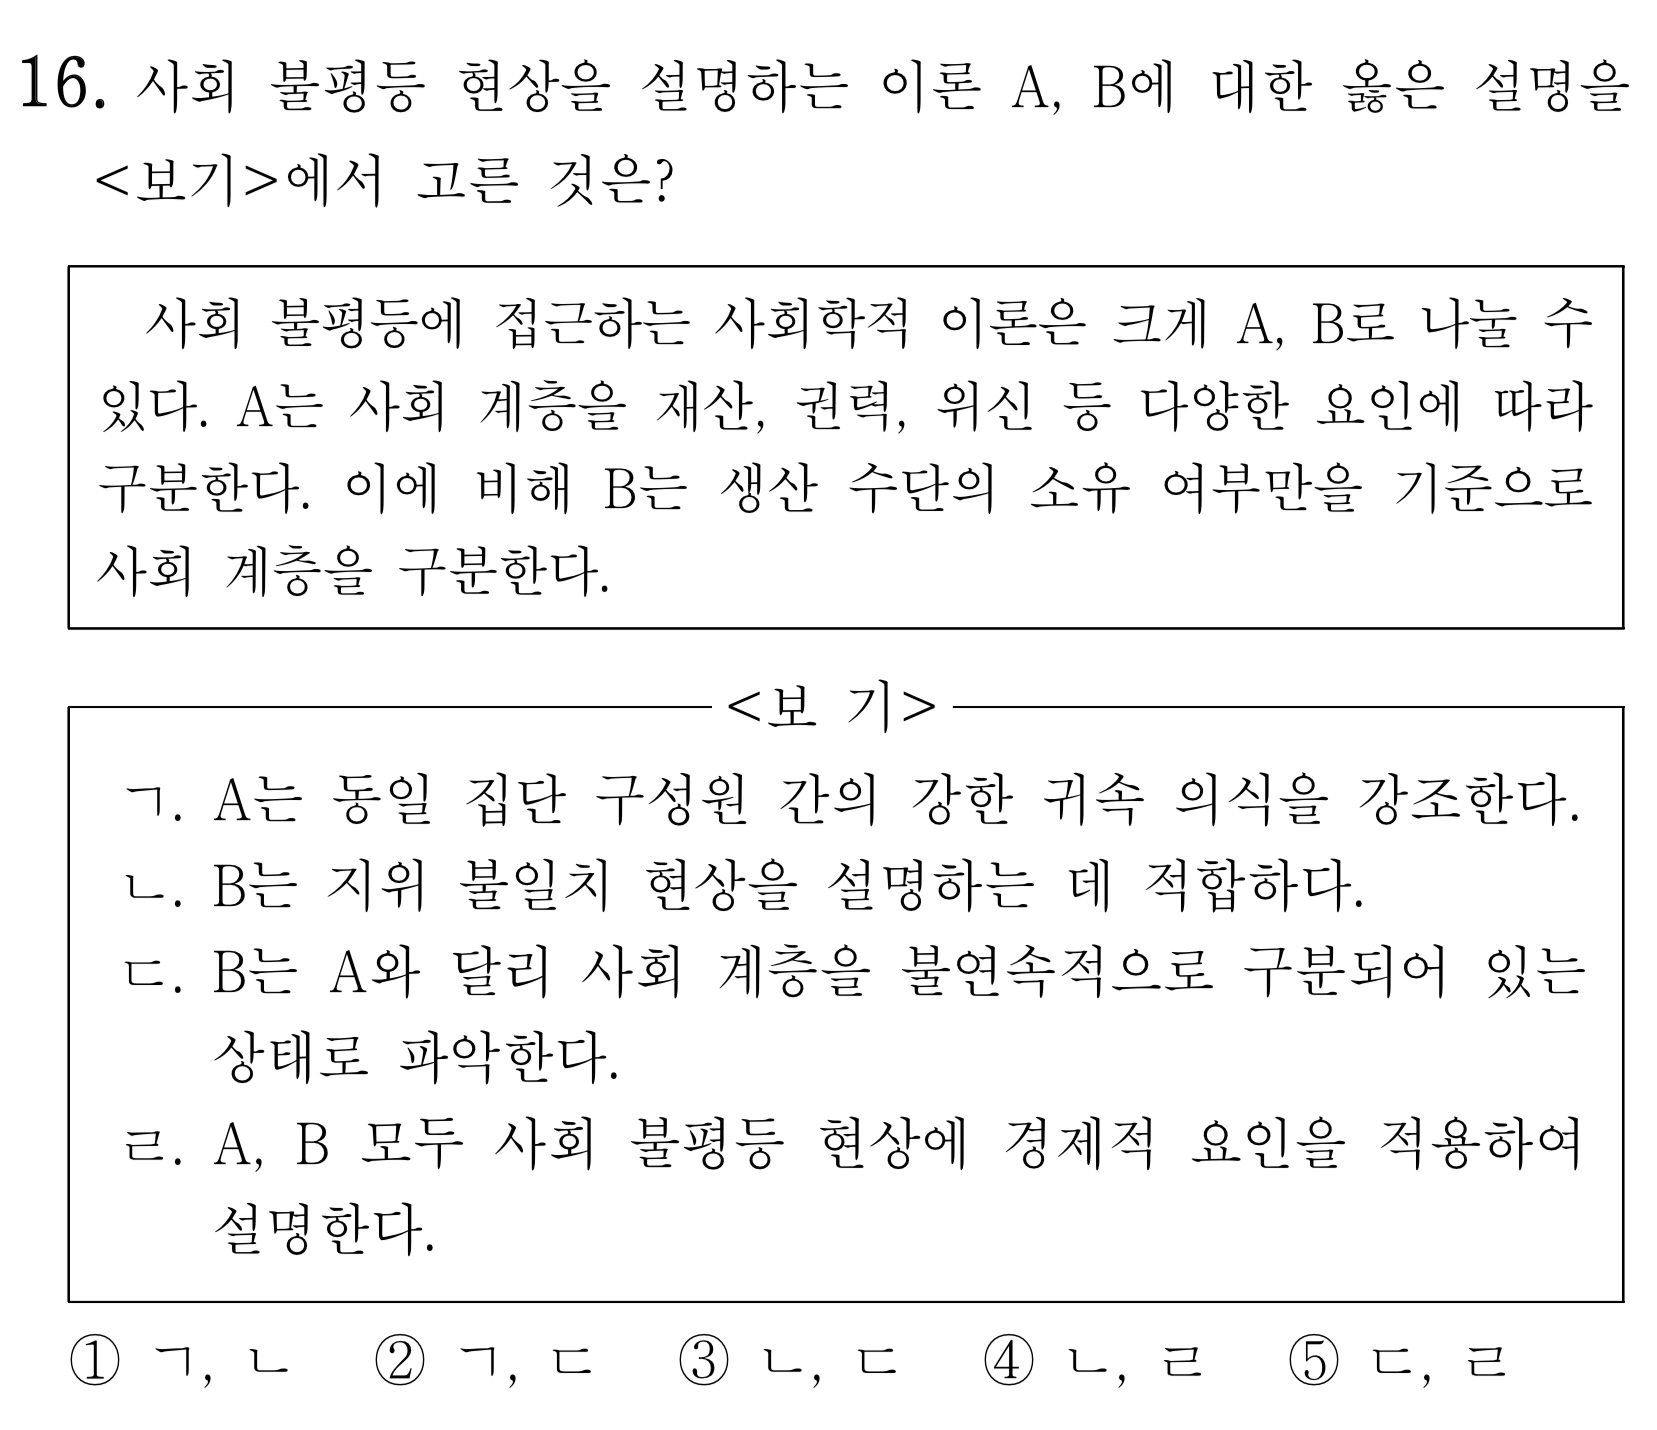 16. 사회 불평등 현상을 설명하는 이론 A, B에 대한 옳은 설명을
<보기>에서 고른 것은?
사회 불평등에 접근하는 사회학적 이론은 크게 A, B로 나눌 수
있다. A는 사회 계층을 재산, 권력, 위신 등 다양한 요인에 따라
구분한다. 이에 비해 B는 생산 수단의 소유 여부만을 기준으로
사회 계층을 구분한다.
<보 기>
ㄱ. A는 동일 집단 구성원 간의 강한 귀속 의식을 강조한다.
ㄴ. B는 지위 불일치 현상을 설명하는 데 적합하다.
ㄷ. B는 A와 달리 사회 계층을 불연속적으로 구분되어 있는
상태로 파악한다.
ㄹ. A, B 모두 사회 불평등 현상에 경제적 요인을 적용하여
설명한다.
① ㄱ, ㄴ ② ㄱ, ㄷ ③ ㄴ, ㄷ ④ ㄴ, ㄹ ⑤ ㄷ, ㄹ